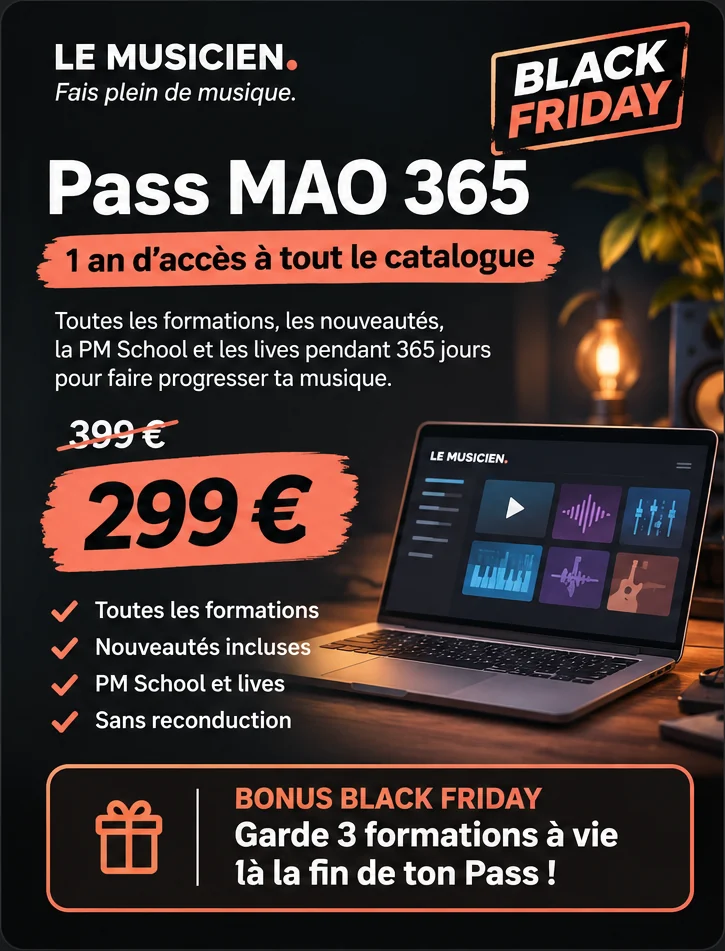 LE MUSICIEN.
Fais plein de musique.
BLACK
FRIDAY
Pass MAO 365
1 an d’accès à tout le catalogue
Toutes les formations, les nouveautés,
la PM School et les lives pendant 365 jours
pour faire progresser ta musique.
399 €
299 €
LE MUSICIEN.
Toutes les formations
Nouveautés incluses
PM School et lives
Sans reconduction
BONUS BLACK FRIDAY
Garde 3 formations à vie
1à la fin de ton Pass !